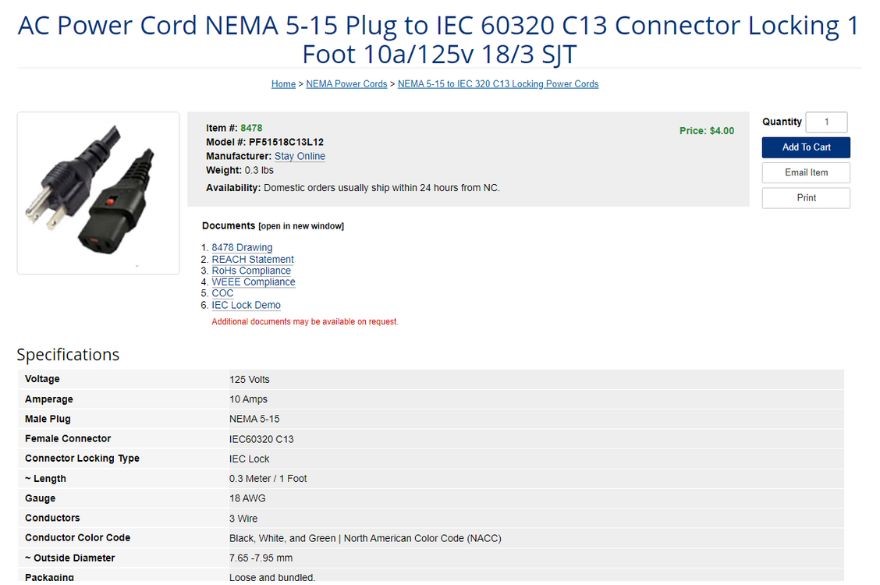 AC Power Cord NEMA 5-15 Plug to IEC 60320 C13 Connector Locking 1
Foot 10a/125v 18/3 SJT
Home > NEMA Power Cords > NEMA 5-15 to IEC 320 C13 Locking Power Cords
Item #: 8478
Model #: PF51518C13L12
Manufacturer: Stay Online
Weight: 0.3 lbs
Availability: Domestic orders usually ship within 24 hours from NC.
Price: $4.00
Quantity 1
Add To Cart
Email Item
Print
Documents [open in new window]
1. 8478 Drawing
2. REACH Statement
3. RoHs Compliance
4. WEEE Compliance
5. COC
6. IEC Lock Demo
Additional documents may be available on request.
Specifications
Voltage 125 Volts
Amperage 10 Amps
Male Plug NEMA 5-15
Female Connector IEC60320 C13
Connector Locking Type IEC Lock
~ Length 0.3 Meter / 1 Foot
Gauge 18 AWG
Conductors 3 Wire
Conductor Color Code Black, White, and Green | North American Color Code (NACC)
~ Outside Diameter 7.65 -7.95 mm
Packaging Loose and bundled.